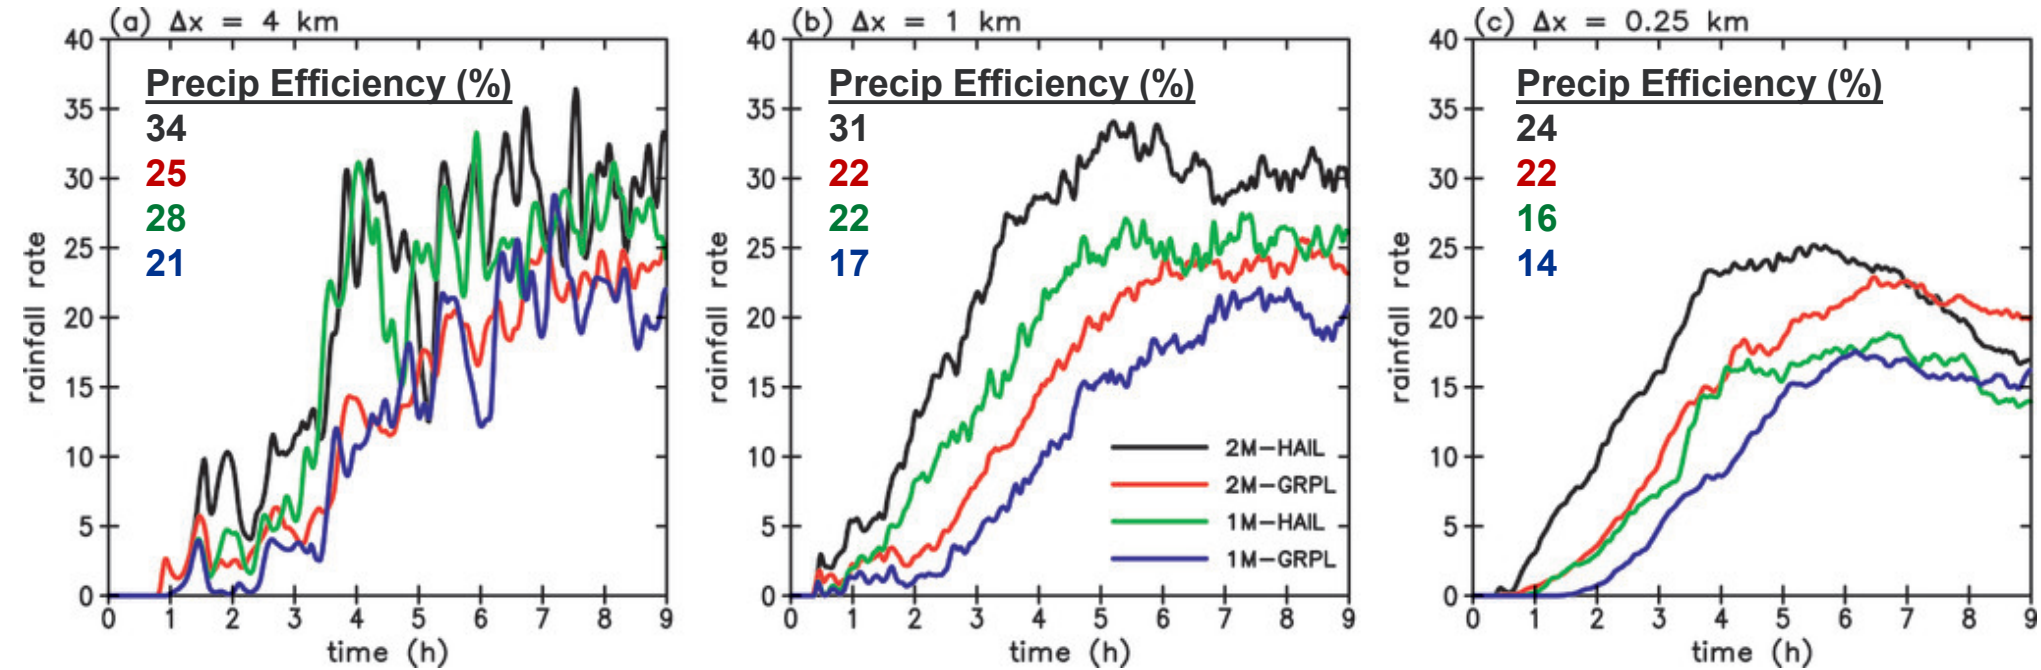 (a) Δx = 4 km
40
35
30
25
20
15
10
5
0
rainfall rate
Precip Efficiency (%)
34
25
28
21
0 1 2 3 4 5 6 7 8 9
time (h)
(b) Δx = 1 km
40
35
30
25
20
15
10
5
0
rainfall rate
Precip Efficiency (%)
31
22
22
17
2M-HAIL
2M-GRPL
1M-HAIL
1M-GRPL
0 1 2 3 4 5 6 7 8 9
time (h)
(c) Δx = 0.25 km
40
35
30
25
20
15
10
5
0
rainfall rate
Precip Efficiency (%)
24
22
16
14
0 1 2 3 4 5 6 7 8 9
time (h)